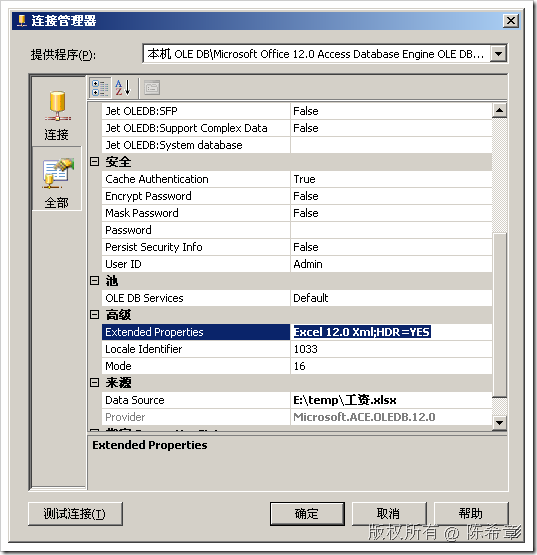 连接管理器
提供程序(P):
本机 OLE DB\Microsoft Office 12.0 Access Database Engine OLE DB...
连接
全部
Jet OLEDB:SFP False
Jet OLEDB:Support Complex Data False
Jet OLEDB:System database
安全
Cache Authentication True
Encrypt Password False
Mask Password False
Password
Persist Security Info False
User ID Admin
池
OLE DB Services Default
高级
Extended Properties Excel 12.0 Xml;HDR=YES
Locale Identifier 1033
Mode 16
来源
Data Source E:\temp\工资.xlsx
Provider Microsoft.ACE.OLEDB.12.0
Extended Properties
测试连接(T)
确定
取消
帮助
版权所有 @ 陈希章